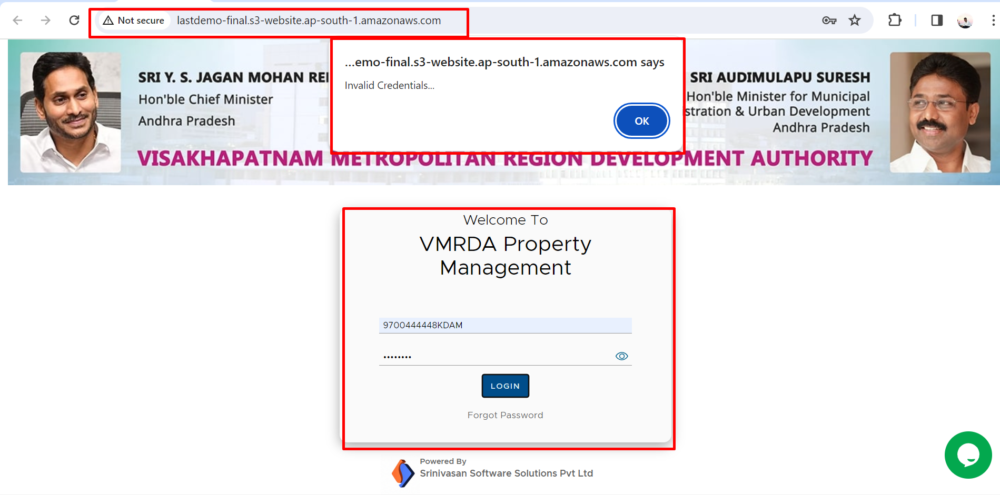 Not secure lastdemo-final.s3-website.ap-south-1.amazonaws.com
...emo-final.s3-website.ap-south-1.amazonaws.com says
Invalid Credentials...
OK
SRI Y. S. JAGAN MOHAN
Hon'ble Chief Minister
Andhra Pradesh
SRI AUDIMULAPU SURESH
Hon'ble Minister for Municipal
& Urban Development
Andhra Pradesh
VISAKHAPATNAM METROPOLITAN REGION DEVELOPMENT AUTHORITY
Welcome To
VMRDA Property
Management
9700444448KDAM
••••••••
LOGIN
Forgot Password
Powered By
Srinivasan Software Solutions Pvt Ltd